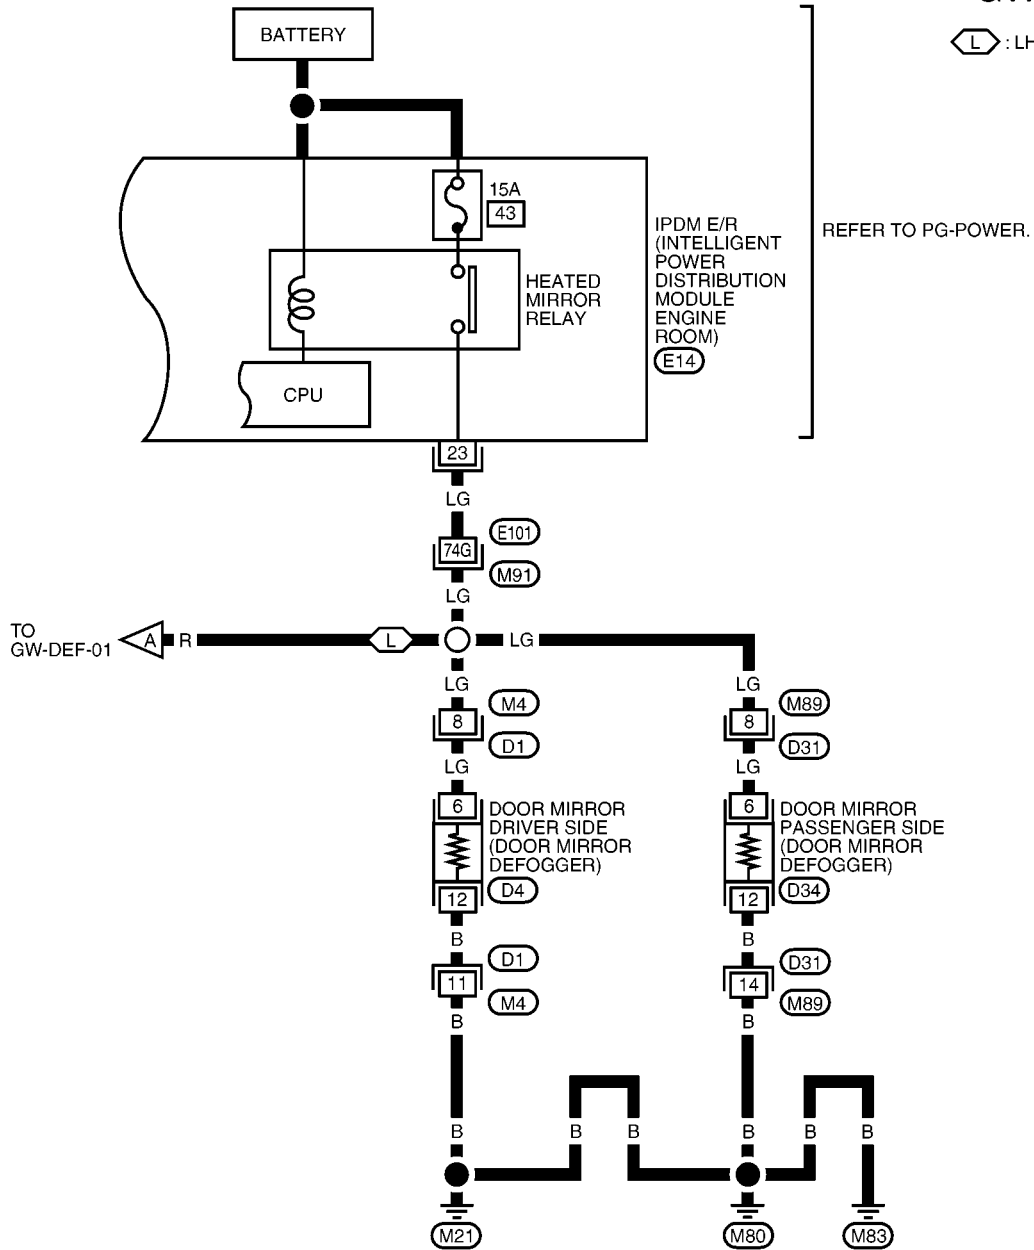 BATTERY
L : LH
15A
43
IPDM E/R
(INTELLIGENT
POWER
DISTRIBUTION
MODULE
ENGINE
ROOM)
E14
REFER TO PG-POWER.
HEATED
MIRROR
RELAY
CPU
23
LG
74G
E101
M91
LG
TO
GW-DEF-01
A
R
L
LG
LG
LG
8
M4
D1
8
M89
D31
LG
LG
6
DOOR MIRROR
DRIVER SIDE
(DOOR MIRROR
DEFOGGER)
D4
12
6
DOOR MIRROR
PASSENGER SIDE
(DOOR MIRROR
DEFOGGER)
D34
12
B
B
D1
11
M4
D31
14
M89
B
B
B
B
B
B
B
B
M21
M80
M83